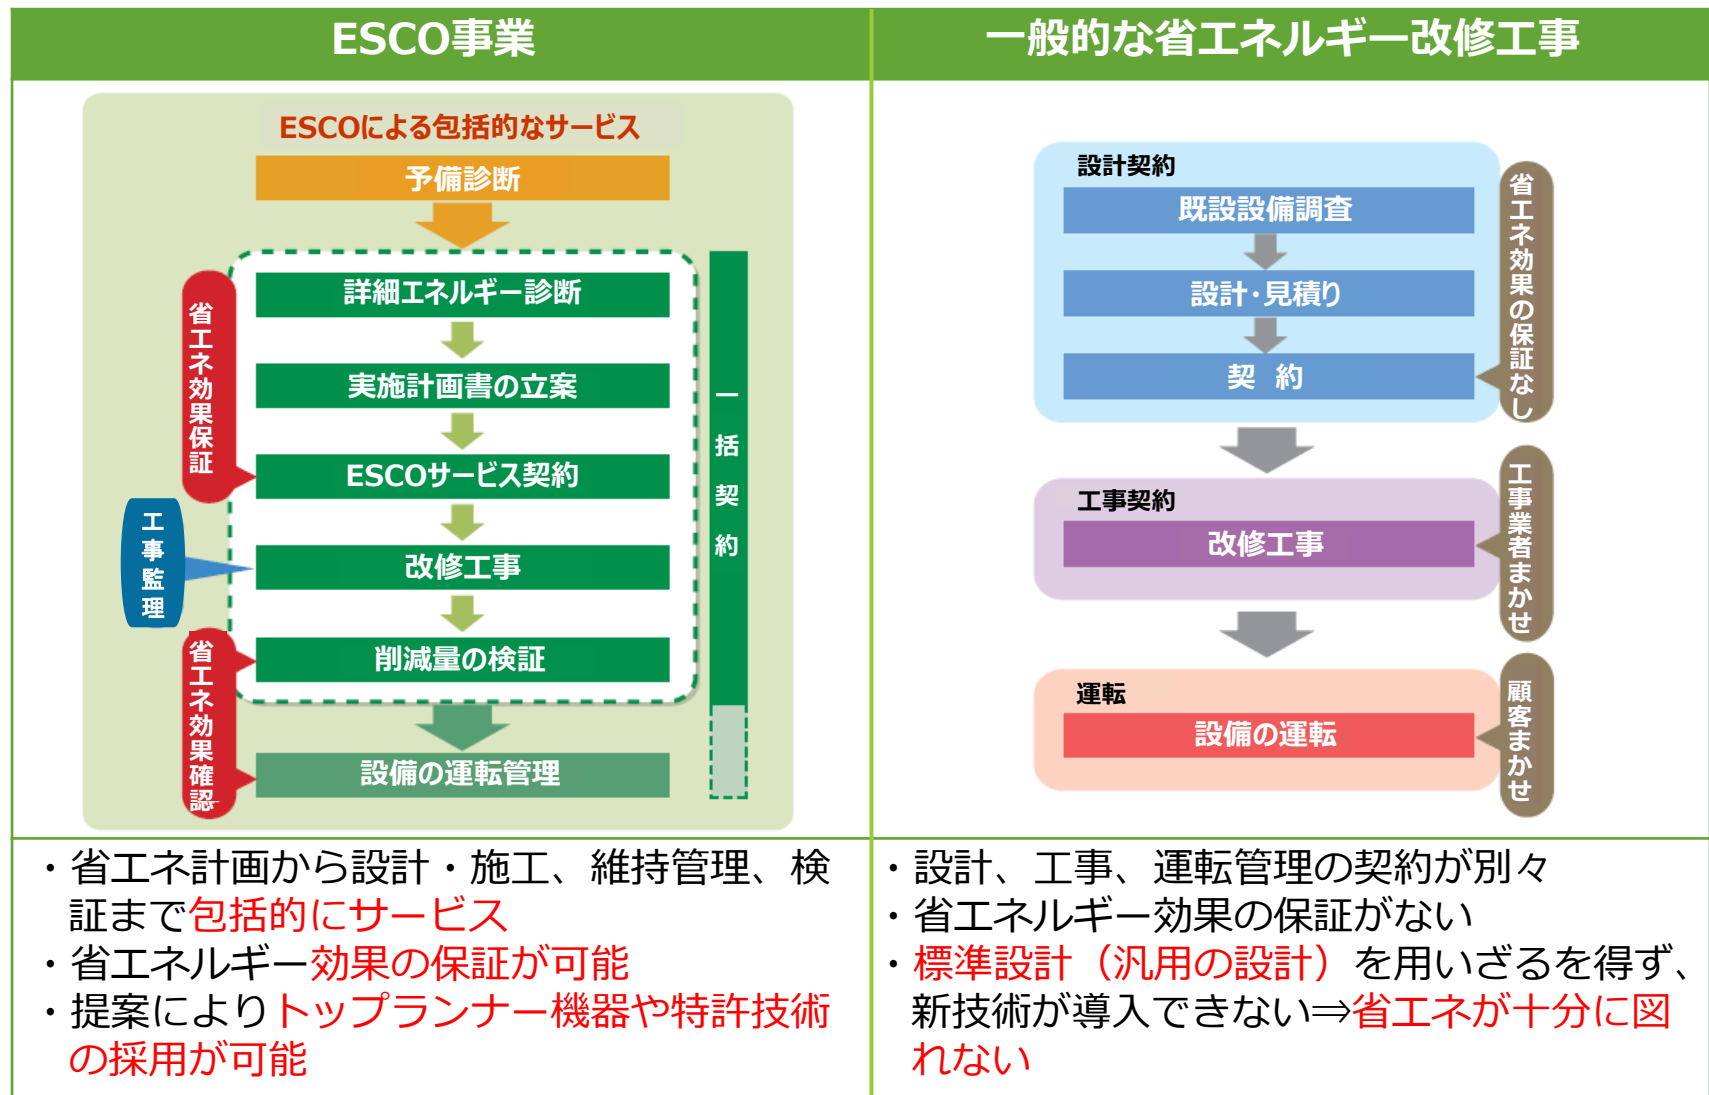 ESCO事業
ESCOによる包括的なサービス
予備診断
詳細エネルギー診断
実施計画書の立案
ESCOサービス契約
改修工事
削減量の検証
設備の運転管理
省エネ効果保証
工事監理
省エネ効果確認
一括契約
・省エネ計画から設計・施工、維持管理、検
証まで包括的にサービス
・省エネルギー効果の保証が可能
・提案によりトップランナー機器や特許技術
の採用が可能
一般的な省エネルギー改修工事
設計契約
既設設備調査
設計・見積り
契 約
省エネ効果の保証なし
工事契約
改修工事
工事業者まかせ
運転
設備の運転
顧客まかせ
・設計、工事、運転管理の契約が別々
・省エネルギー効果の保証がない
・標準設計（汎用の設計）を用いざるを得ず、
新技術が導入できない⇒省エネが十分に図
れない